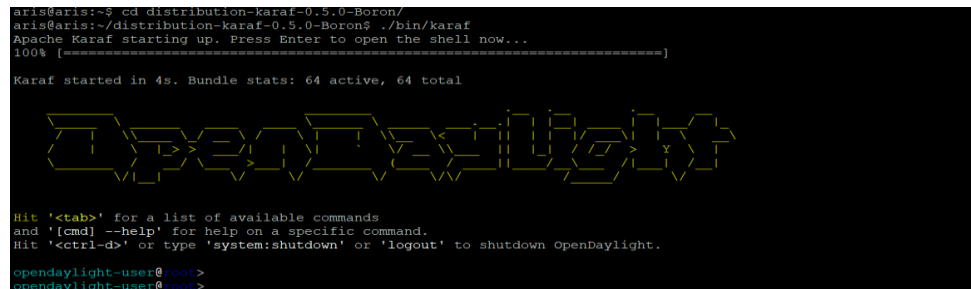 aris@aris:~$ cd distribution-karaf-0.5.0-Boron/
aris@aris:~/distribution-karaf-0.5.0-Boron$ ./bin/karaf
Apache Karaf starting up. Press Enter to open the shell now...
100% [========================================================================]
Karaf started in 4s. Bundle stats: 64 active, 64 total
OpenDaylight
Hit '<tab>' for a list of available commands
and '[cmd] --help' for help on a specific command.
Hit '<ctrl-d>' or type 'system:shutdown' or 'logout' to shutdown OpenDaylight.
opendaylight-user@root>
opendaylight-user@root>